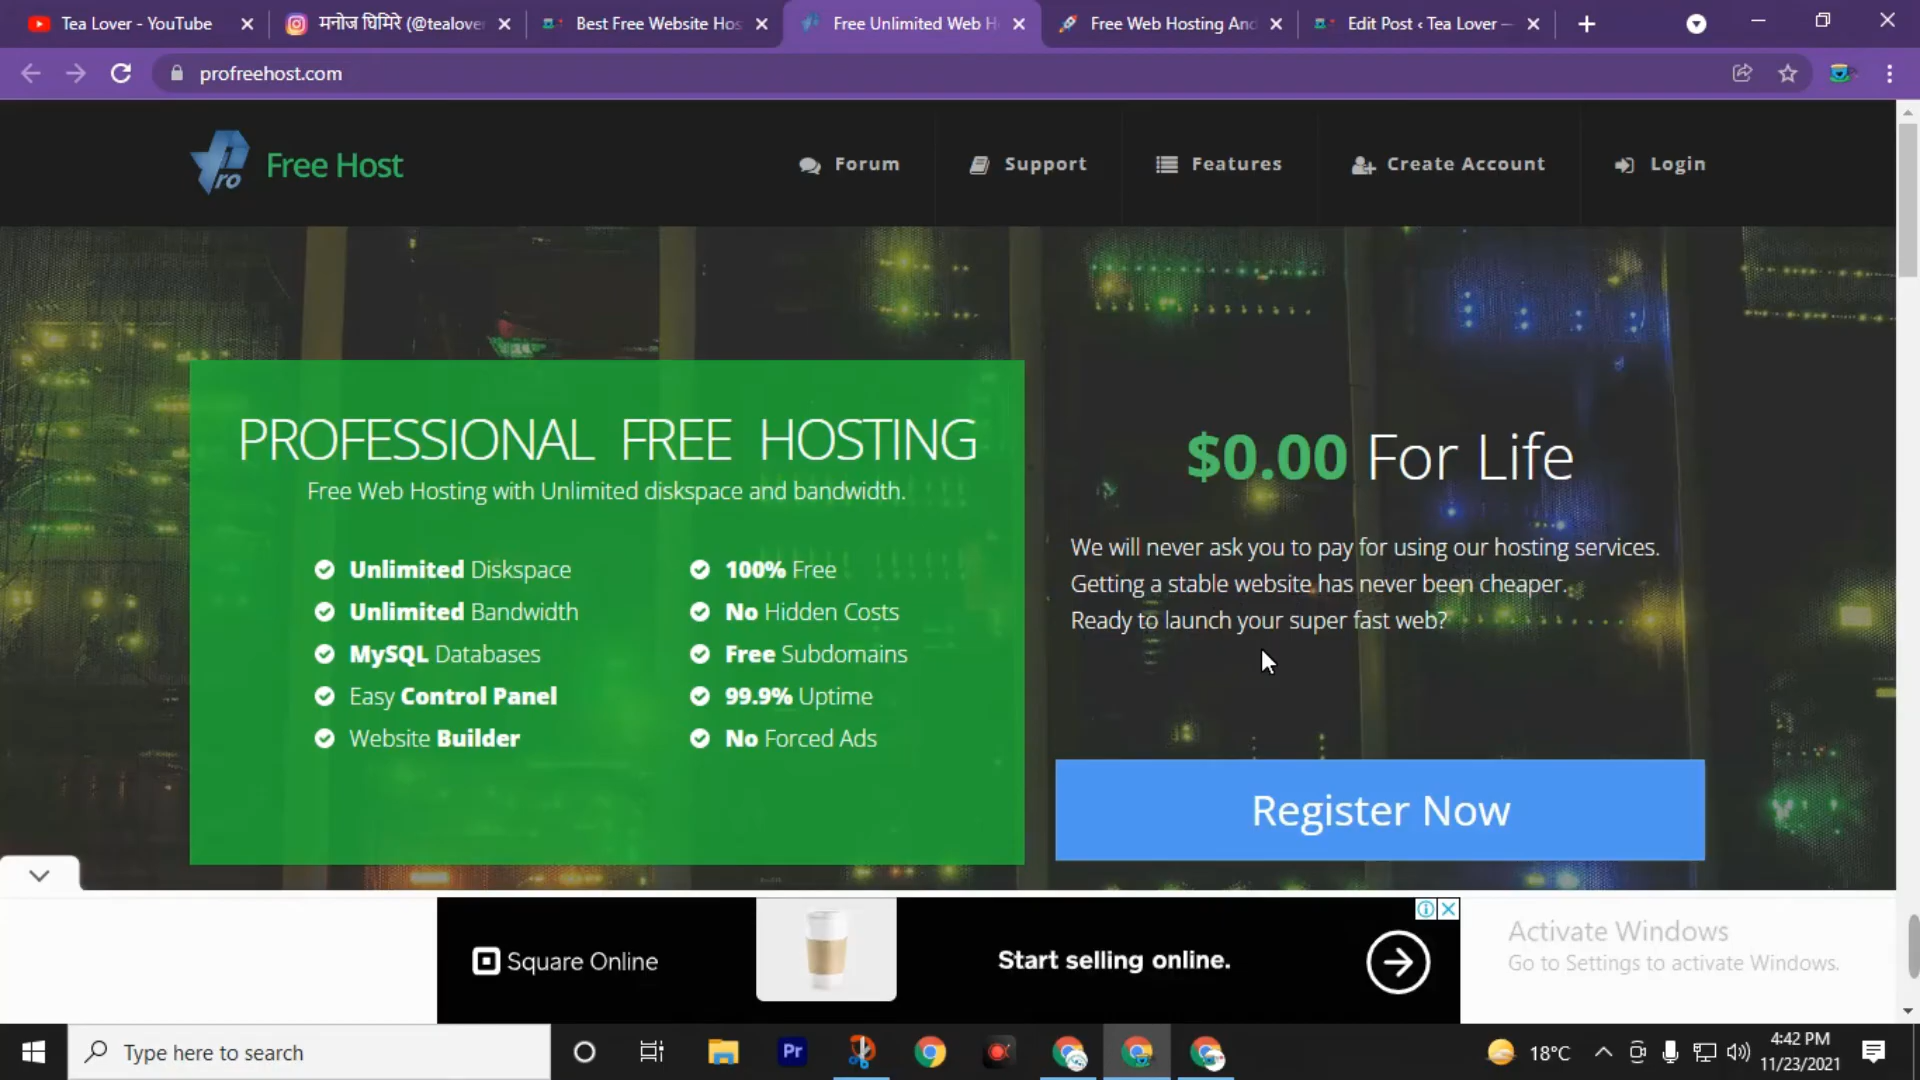 Tea Lover - YouTube
मनोज घिमिरे (@tealove
Best Free Website Hos
Free Unlimited Web H
Free Web Hosting And
Edit Post ‹ Tea Lover —
profreehost.com
Pro
Free Host
Forum
Support
Features
Create Account
Login
PROFESSIONAL FREE HOSTING
Free Web Hosting with Unlimited diskspace and bandwidth.
Unlimited Diskspace
Unlimited Bandwidth
MySQL Databases
Easy Control Panel
Website Builder
100% Free
No Hidden Costs
Free Subdomains
99.9% Uptime
No Forced Ads
$0.00 For Life
We will never ask you to pay for using our hosting services.
Getting a stable website has never been cheaper.
Ready to launch your super fast web?
Register Now
Square Online
Start selling online.
Activate Windows
Go to Settings to activate Windows.
Type here to search
Pr
18°C
4:42 PM
11/23/2021